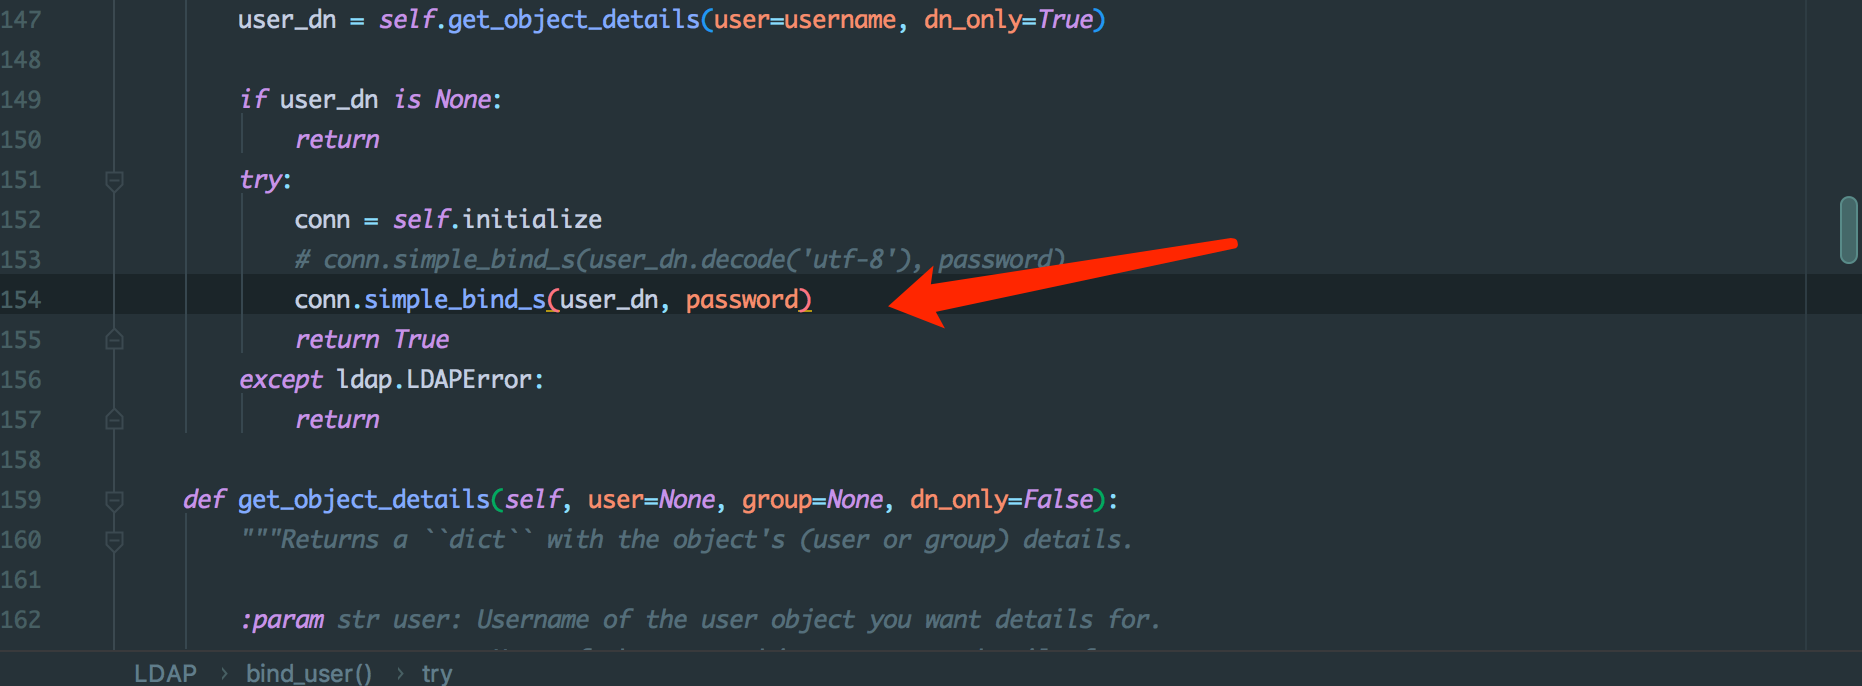 147 user_dn = self.get_object_details(user=username, dn_only=True)
148
149 if user_dn is None:
150 return
151 try:
152 conn = self.initialize
153 # conn.simple_bind_s(user_dn.decode('utf-8'), password)
154 conn.simple_bind_s(user_dn, password)
155 return True
156 except ldap.LDAPError:
157 return
158
159 def get_object_details(self, user=None, group=None, dn_only=False):
160 """Returns a ``dict`` with the object's (user or group) details.
161
162 :param str user: Username of the user object you want details for.
LDAP › bind_user() › try